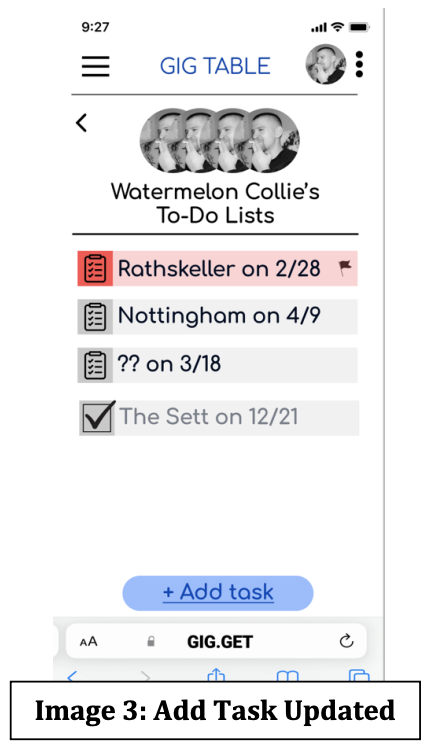 9:27
GIG TABLE
Watermelon Collie's
To-Do Lists
Rathskeller on 2/28
Nottingham on 4/9
?? on 3/18
The Sett on 12/21
+ Add task
AA GIG.GET
Image 3: Add Task Updated